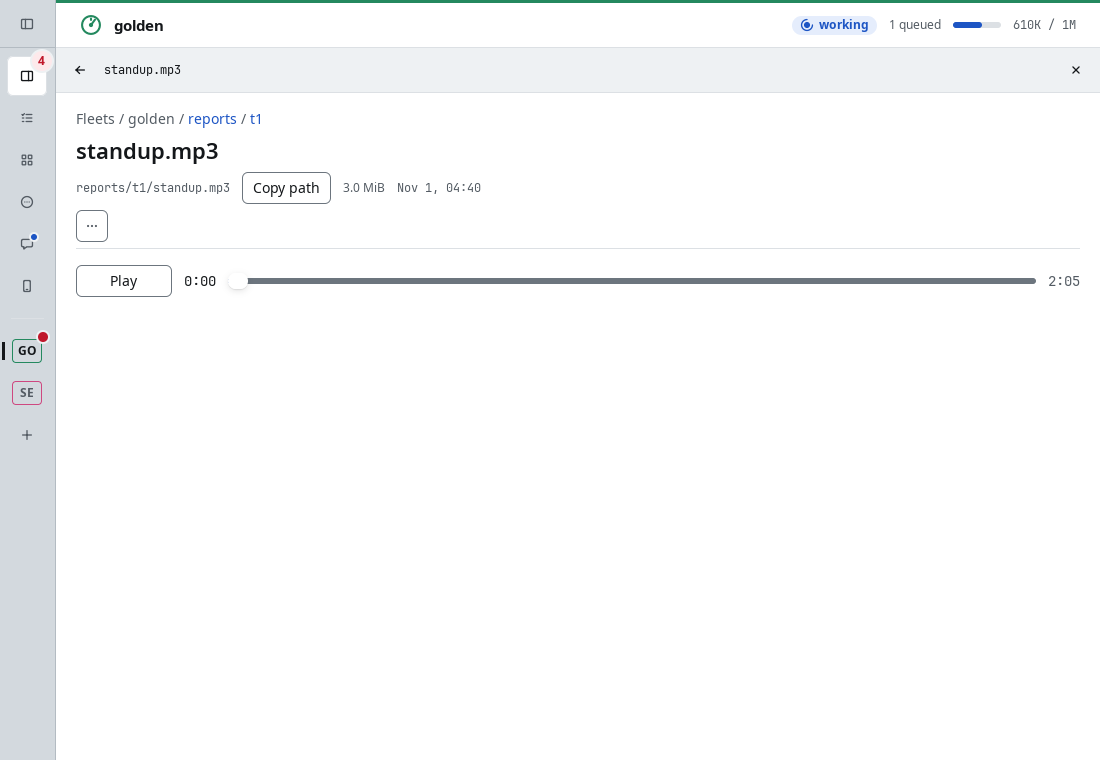 golden
working
1 queued
610K / 1M
4
standup.mp3
Fleets / golden / reports / t1
standup.mp3
reports/t1/standup.mp3
Copy path
3.0 MiB
Nov 1, 04:40
...
Play
0:00
2:05
GO
SE